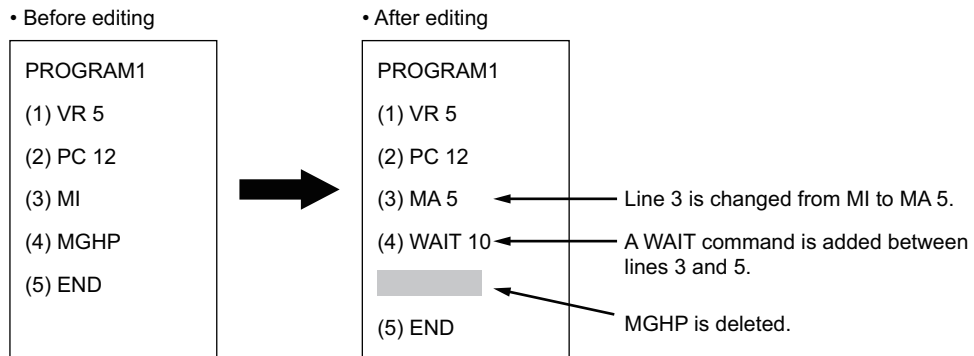 • Before editing
PROGRAM1
(1) VR 5
(2) PC 12
(3) MI
(4) MGHP
(5) END
• After editing
PROGRAM1
(1) VR 5
(2) PC 12
(3) MA 5
(4) WAIT 10
(5) END
Line 3 is changed from MI to MA 5.
A WAIT command is added between
lines 3 and 5.
MGHP is deleted.